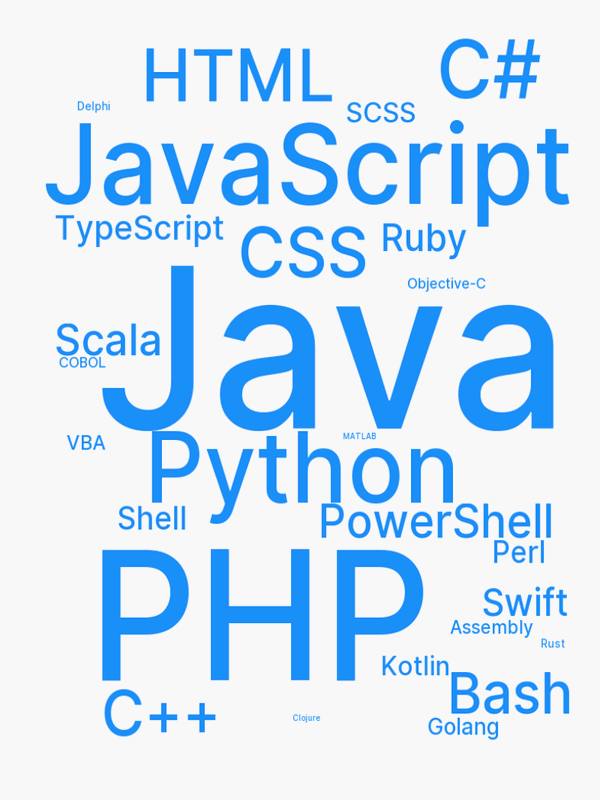 HTML
C#
Delphi
SCSS
JavaScript
TypeScript
CSS
Ruby
Objective-C
Java
Scala
COBOL
VBA
Python
MATLAB
Shell
PowerShell
Perl
PHP
Swift
Assembly
Rust
Kotlin
Bash
C++
Clojure
Golang